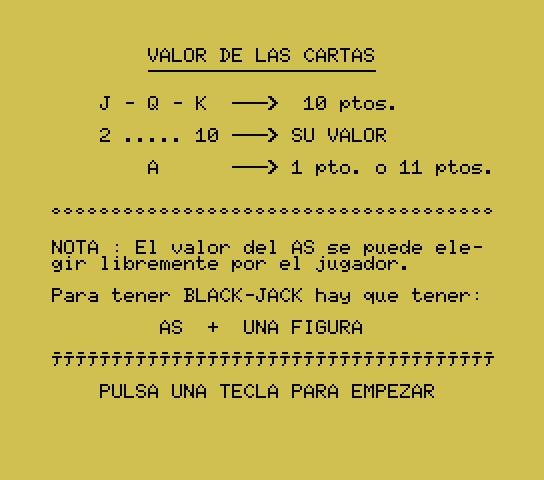 VALOR DE LAS CARTAS
J - Q - K ──> 10 ptos.
2 ..... 10 ──> SU VALOR
A ──> 1 pto. o 11 ptos.
NOTA : El valor del AS se puede ele-
gir libremente por el jugador.
Para tener BLACK-JACK hay que tener:
AS + UNA FIGURA
PULSA UNA TECLA PARA EMPEZAR